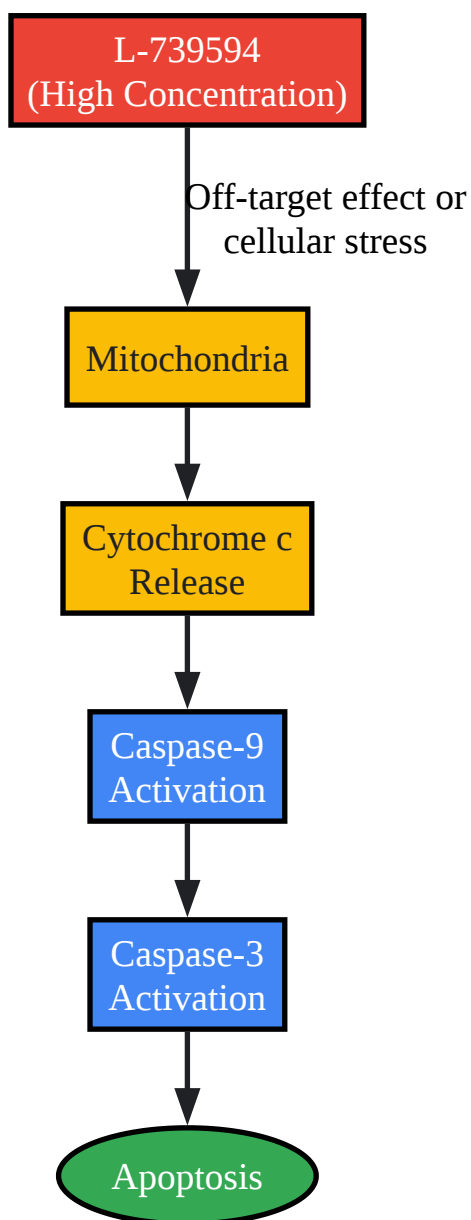 L-739594
(High Concentration)
Off-target effect or
cellular stress
Mitochondria
Cytochrome c
Release
Caspase-9
Activation
Caspase-3
Activation
Apoptosis